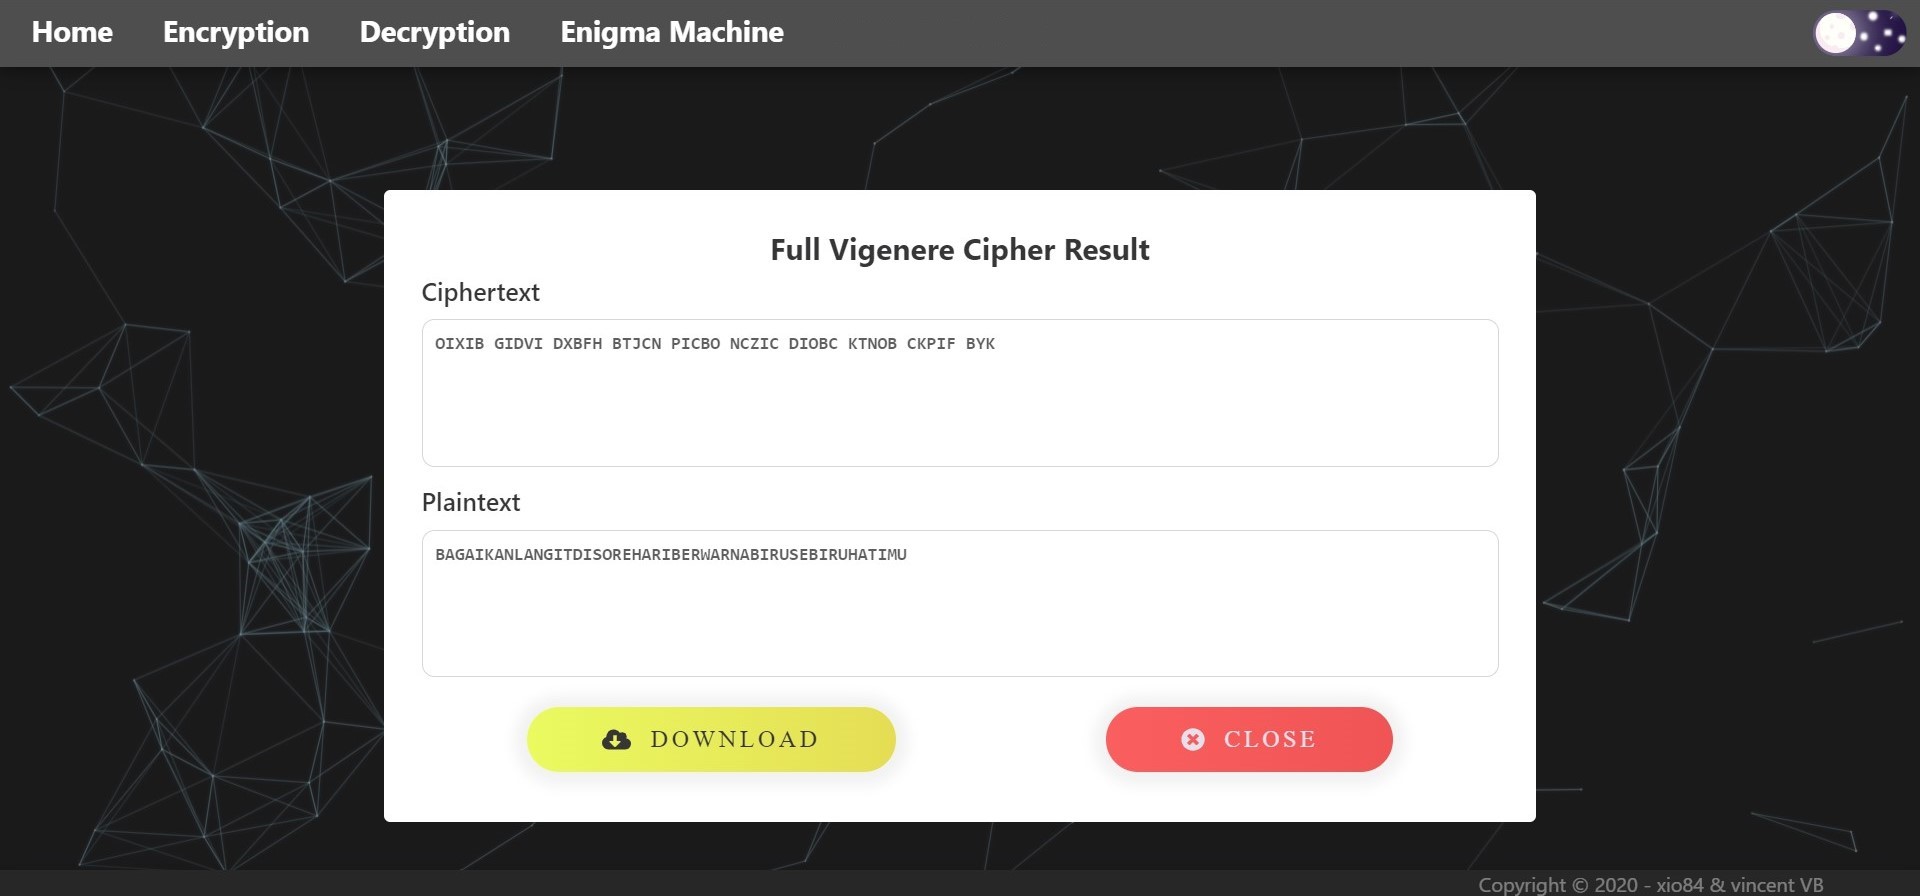 Home Encryption Decryption Enigma Machine
Full Vigenere Cipher Result
Ciphertext
OIXIB GIDVI DXBFH BTJCN PICBO NCZIC DIOBC KTNOB CKPIF BYK
Plaintext
BAGAIKANLANGITDISOREHARIBERWARNABIRUSEBIRUHATIMU
DOWNLOAD CLOSE
Copyright © 2020 - xio84 & vincent VB